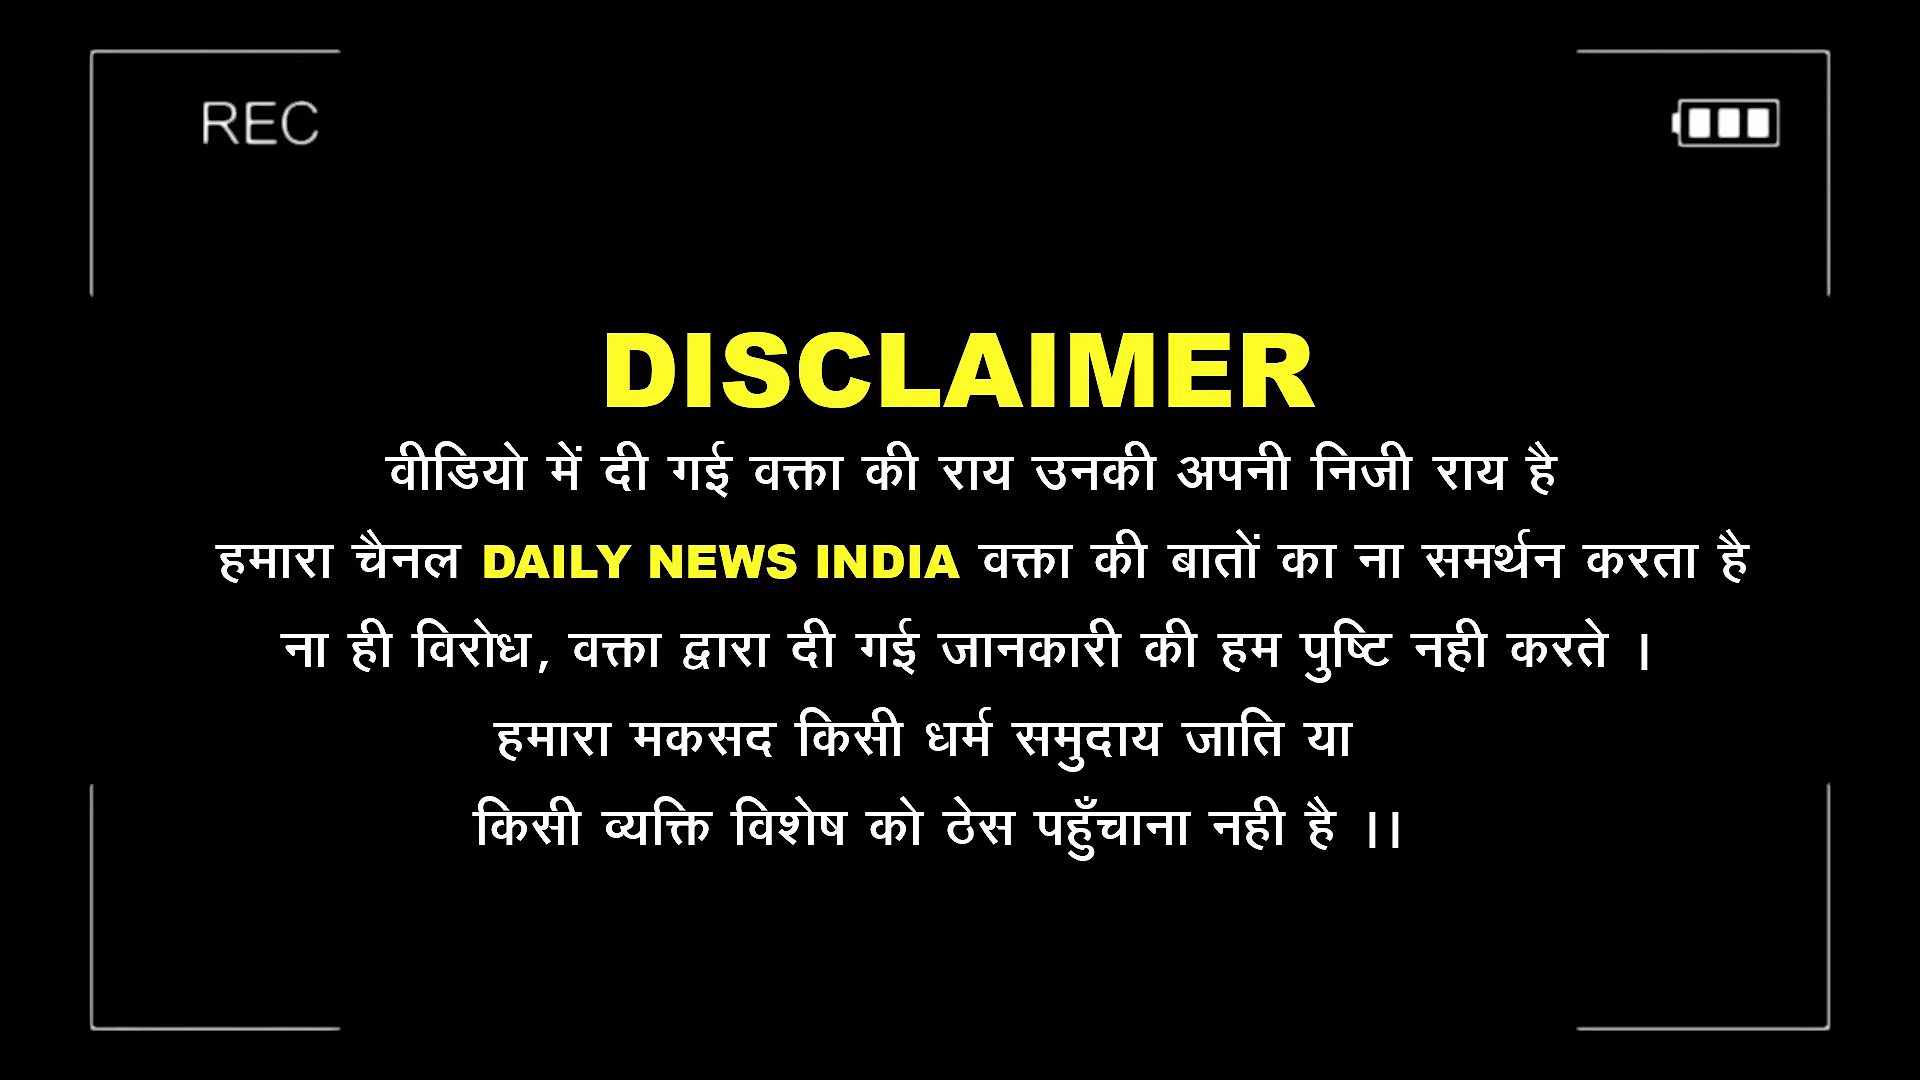 REC
DISCLAIMER
वीडियो में दी गई वक्ता की राय उनकी अपनी निजी राय है
हमारा चैनल DAILY NEWS INDIA वक्ता की बातों का ना समर्थन करता है
ना ही विरोध, वक्ता द्वारा दी गई जानकारी की हम पुष्टि नही करते ।
हमारा मकसद किसी धर्म समुदाय जाति या
किसी व्यक्ति विशेष को ठेस पहुँचाना नही है ।।